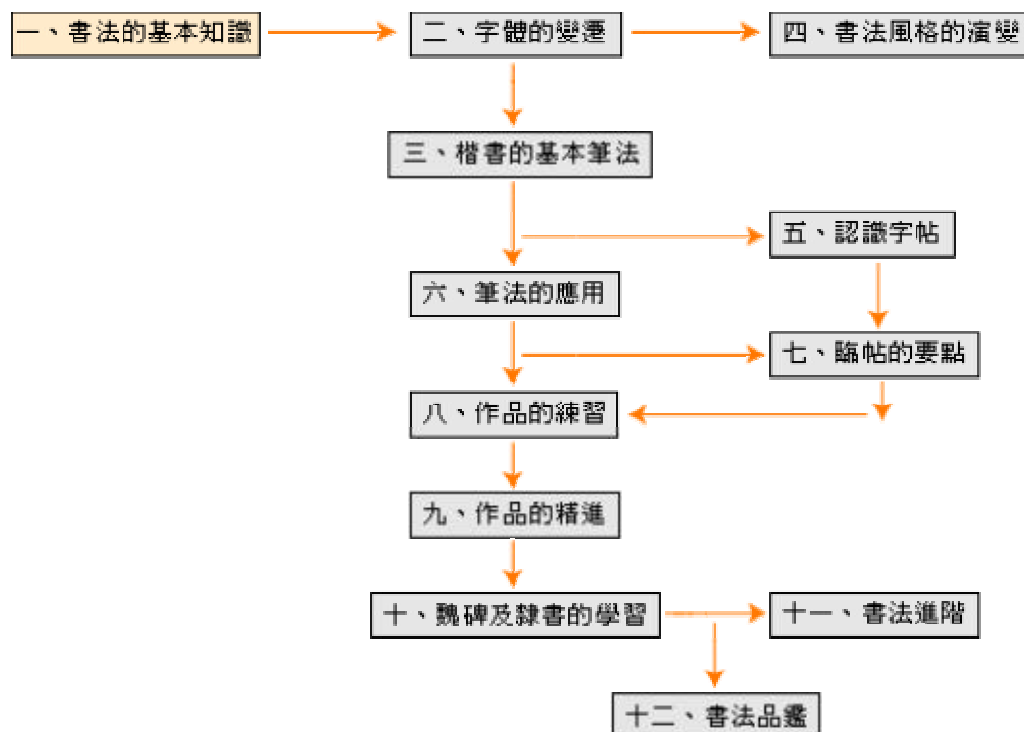 一、書法的基本知識
二、字體的變遷
四、書法風格的演變
三、楷書的基本筆法
五、認識字帖
六、筆法的應用
七、臨帖的要點
八、作品的練習
九、作品的精進
十、魏碑及隸書的學習
十一、書法進階
十二、書法品鑑